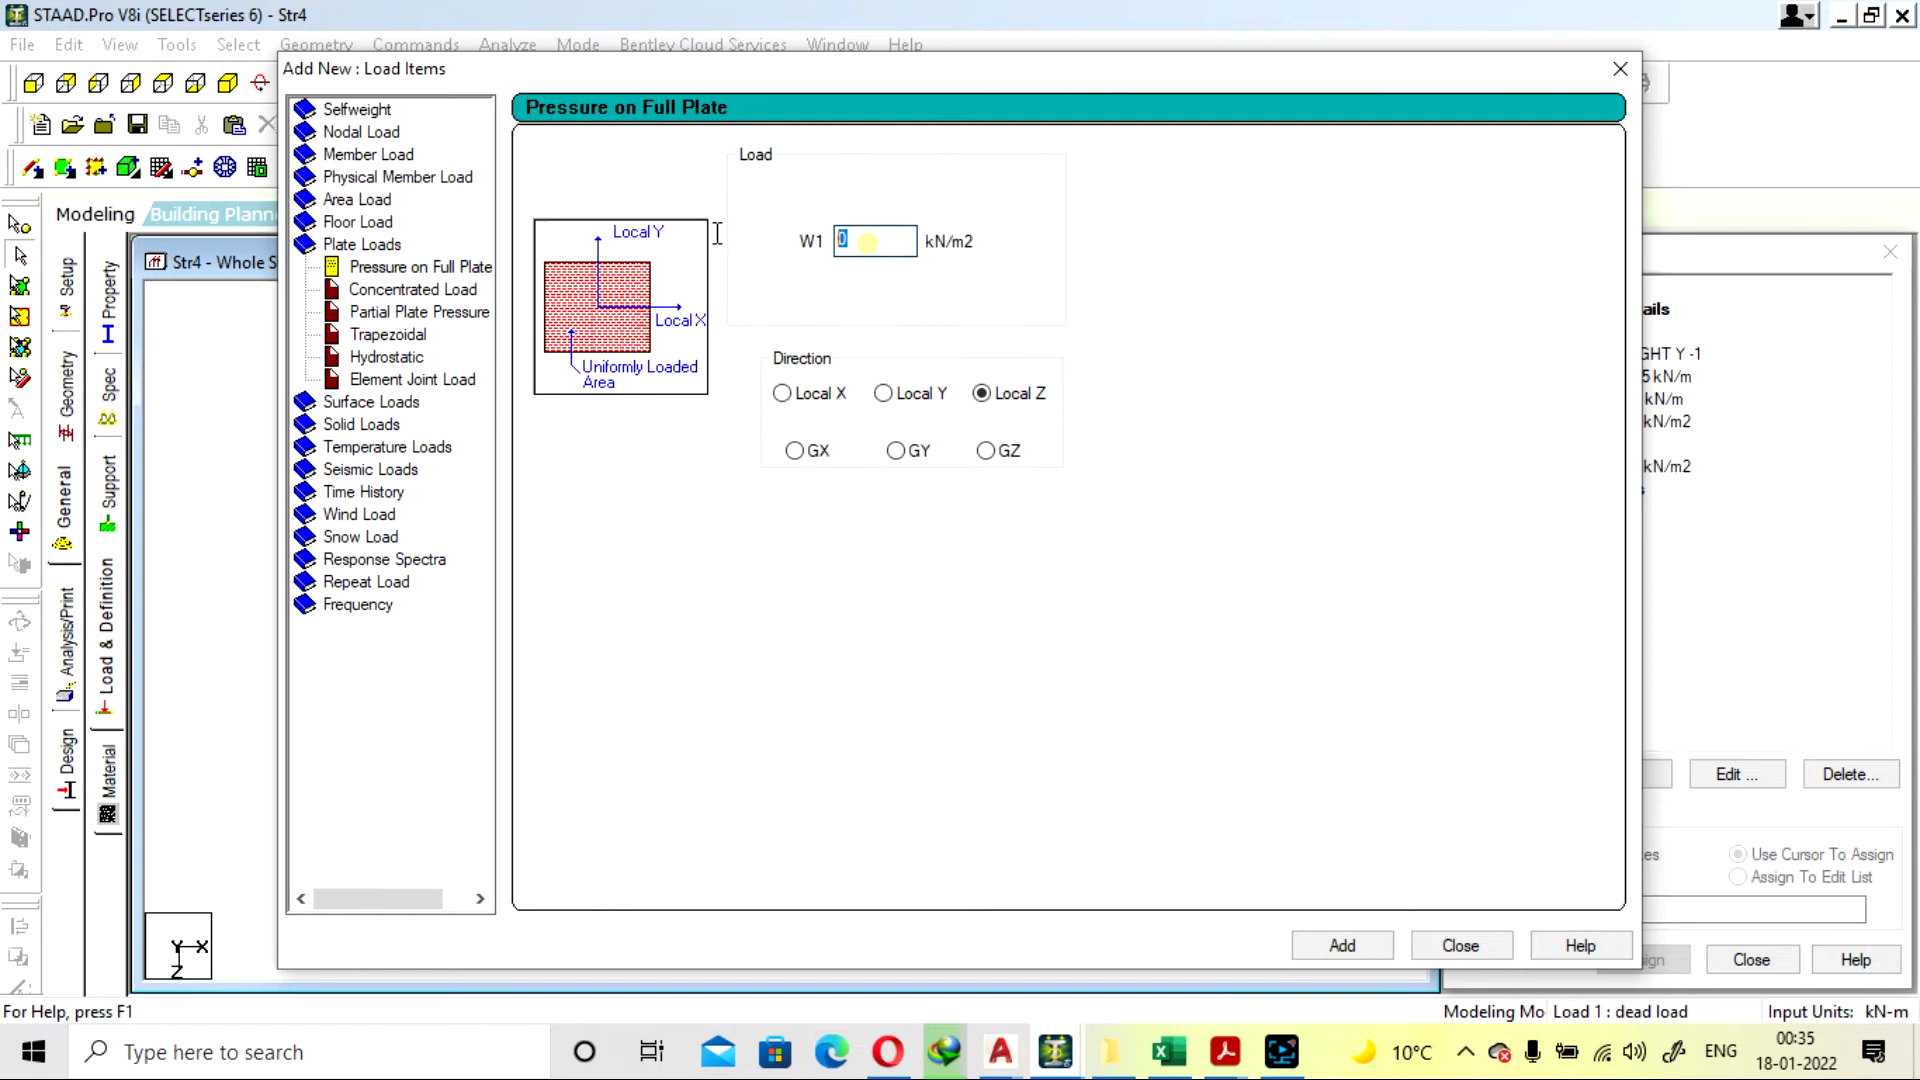 STAAD.Pro V8i (SELECTseries 6) - Str4
File Edit View Tools Select Geometry Commands Analyze Mode Bentley Cloud Services Window Help
Add New : Load Items
Selfweight
Nodal Load
Member Load
Physical Member Load
Area Load
Floor Load
Plate Loads
Pressure on Full Plate
Concentrated Load
Partial Plate Pressure
Trapezoidal
Hydrostatic
Element Joint Load
Surface Loads
Solid Loads
Temperature Loads
Seismic Loads
Time History
Wind Load
Snow Load
Response Spectra
Repeat Load
Frequency
Pressure on Full Plate
Load
W1 0 kN/m2
Local Y
Local X
Uniformly Loaded
Area
Direction
Local X Local Y Local Z
GX GY GZ
Add Close Help
Modeling Building Plann
Str4 - Whole S
Setup
Geometry
General
Analysis/Print
Design
Property
Spec
Support
Load & Definition
Material
Y X
Z
ails
GHT Y -1
5 kN/m
kN/m
kN/m2
kN/m2
s
Edit ... Delete...
es Use Cursor To Assign
Assign To Edit List
ign Close Help
For Help, press F1
Modeling Mo Load 1 : dead load Input Units: kN-m
Type here to search
10°C ENG
00:35
18-01-2022